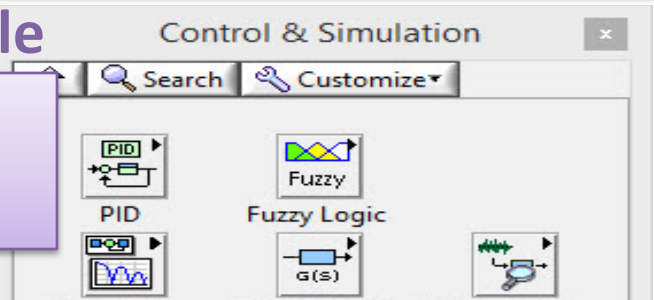 le
Control & Simulation
x
Search
Customize
PID
Fuzzy
PID
Fuzzy Logic
G(s)